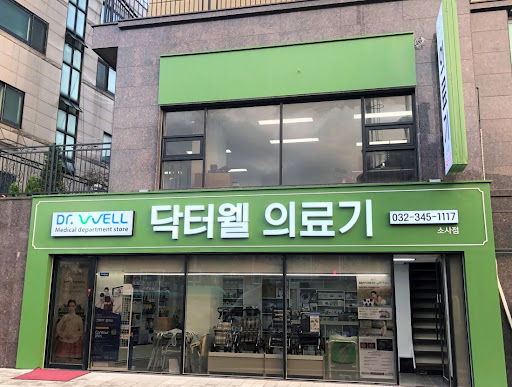 DR. WELL
Medical department store
닥터웰 의료기
032-345-1117
소사점